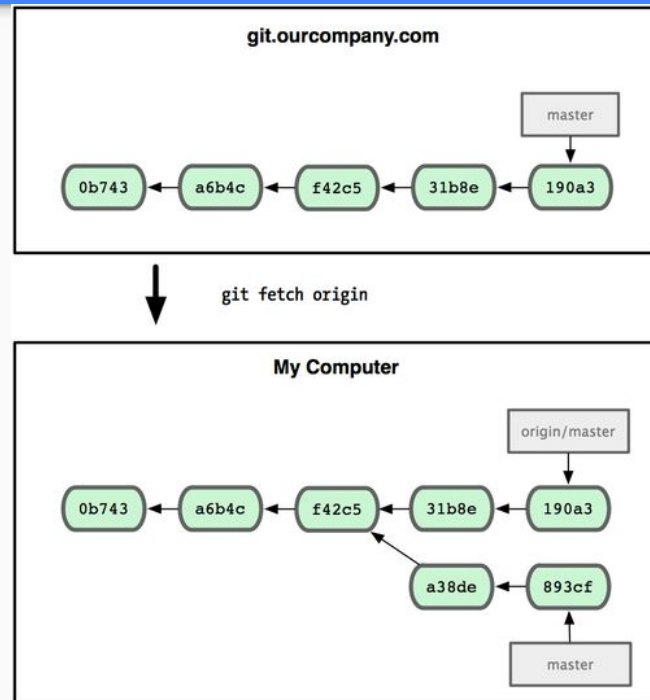 git.ourcompany.com
master
0b743 a6b4c f42c5 31b8e 190a3
git fetch origin
My Computer
origin/master
0b743 a6b4c f42c5 31b8e 190a3
a38de 893cf
master